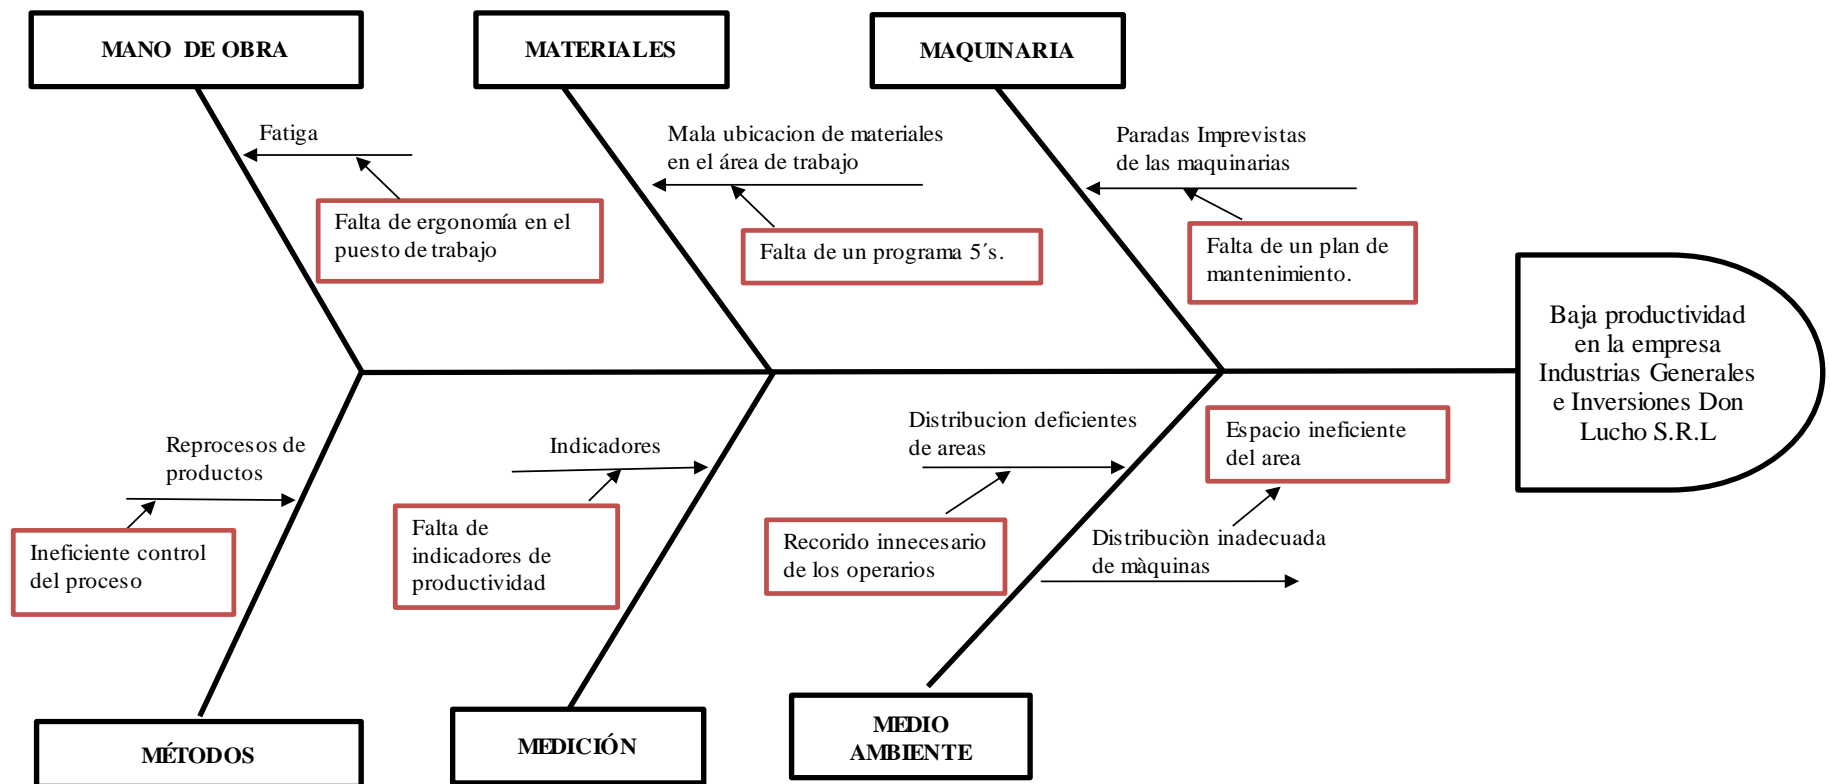 MANO DE OBRA
MATERIALES
MAQUINARIA
Fatiga
Falta de ergonomía en el
puesto de trabajo
Mala ubicacion de materiales
en el área de trabajo
Falta de un programa 5´s.
Paradas Imprevistas
de las maquinarias
Falta de un plan de
mantenimiento.
Baja productividad
en la empresa
Industrias Generales
e Inversiones Don
Lucho S.R.L
Reprocesos de
productos
Ineficiente control
del proceso
Indicadores
Falta de
indicadores de
productividad
Distribucion deficientes
de areas
Recorido innecesario
de los operarios
Espacio ineficiente
del area
Distribuciòn inadecuada
de màquinas
MÉTODOS
MEDICIÓN
MEDIO
AMBIENTE